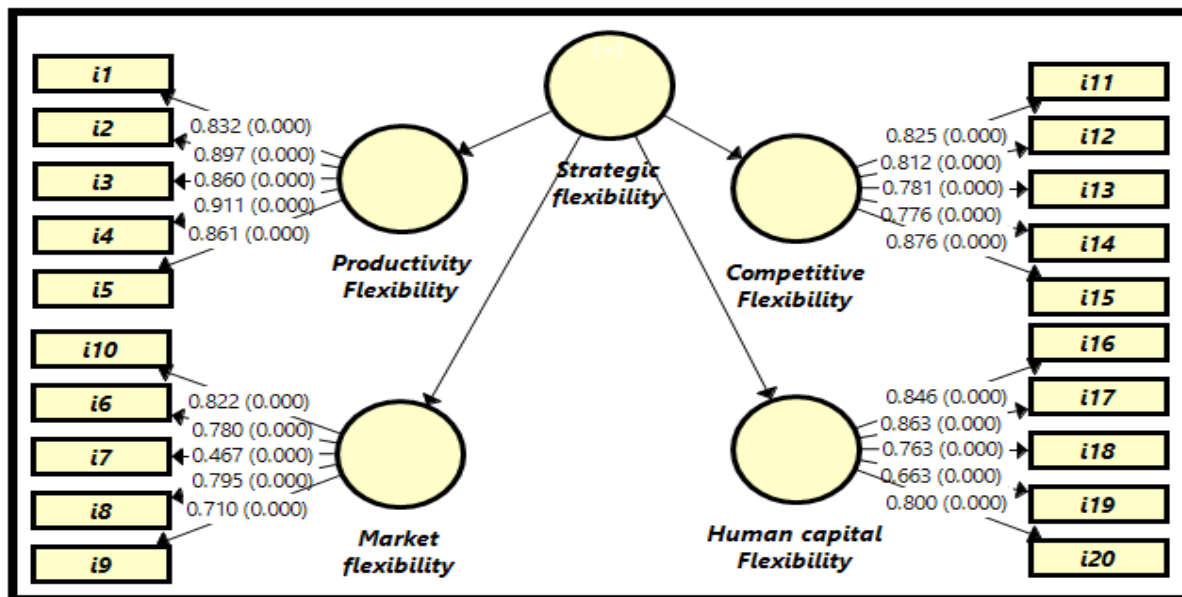 i1
i2
i3
i4
i5
0.832 (0.000)
0.897 (0.000)
0.860 (0.000)
0.911 (0.000)
0.861 (0.000)
Productivity
Flexibility
[+]
Strategic
flexibility
i11
i12
i13
i14
i15
0.825 (0.000)
0.812 (0.000)
0.781 (0.000)
0.776 (0.000)
0.876 (0.000)
Competitive
Flexibility
i10
i6
i7
i8
i9
0.822 (0.000)
0.780 (0.000)
0.467 (0.000)
0.795 (0.000)
0.710 (0.000)
Market
flexibility
i16
i17
i18
i19
i20
0.846 (0.000)
0.863 (0.000)
0.763 (0.000)
0.663 (0.000)
0.800 (0.000)
Human capital
Flexibility